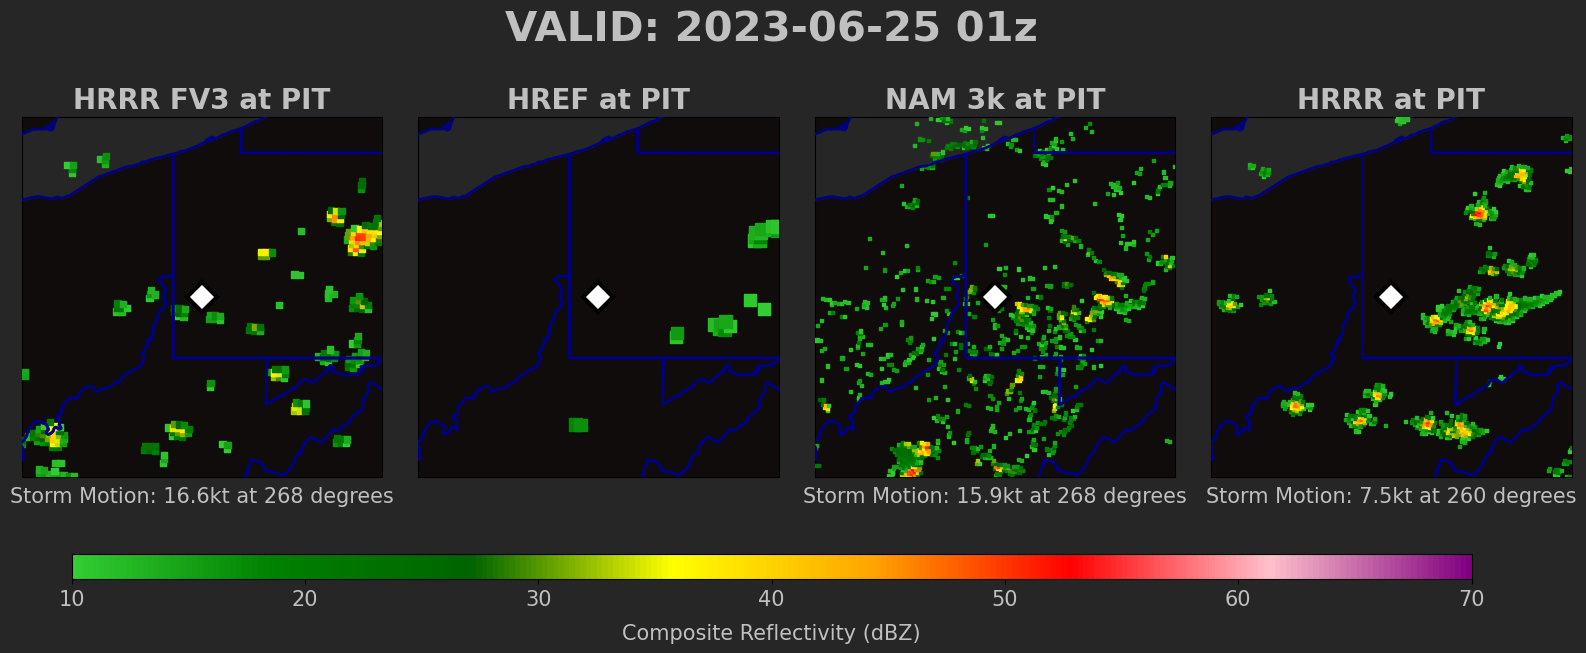 VALID: 2023-06-25 01z
HRRR FV3 at PIT
HREF at PIT
NAM 3k at PIT
HRRR at PIT
Storm Motion: 16.6kt at 268 degrees
Storm Motion: 15.9kt at 268 degrees
Storm Motion: 7.5kt at 260 degrees
10 20 30 40 50 60 70
Composite Reflectivity (dBZ)